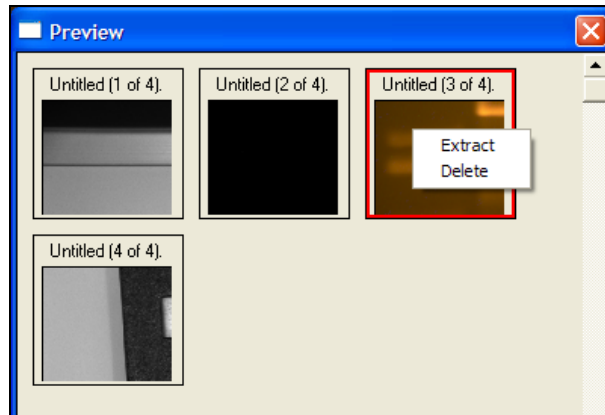 Preview
Untitled (1 of 4).
Untitled (2 of 4).
Untitled (3 of 4).
Extract
Delete
Untitled (4 of 4).